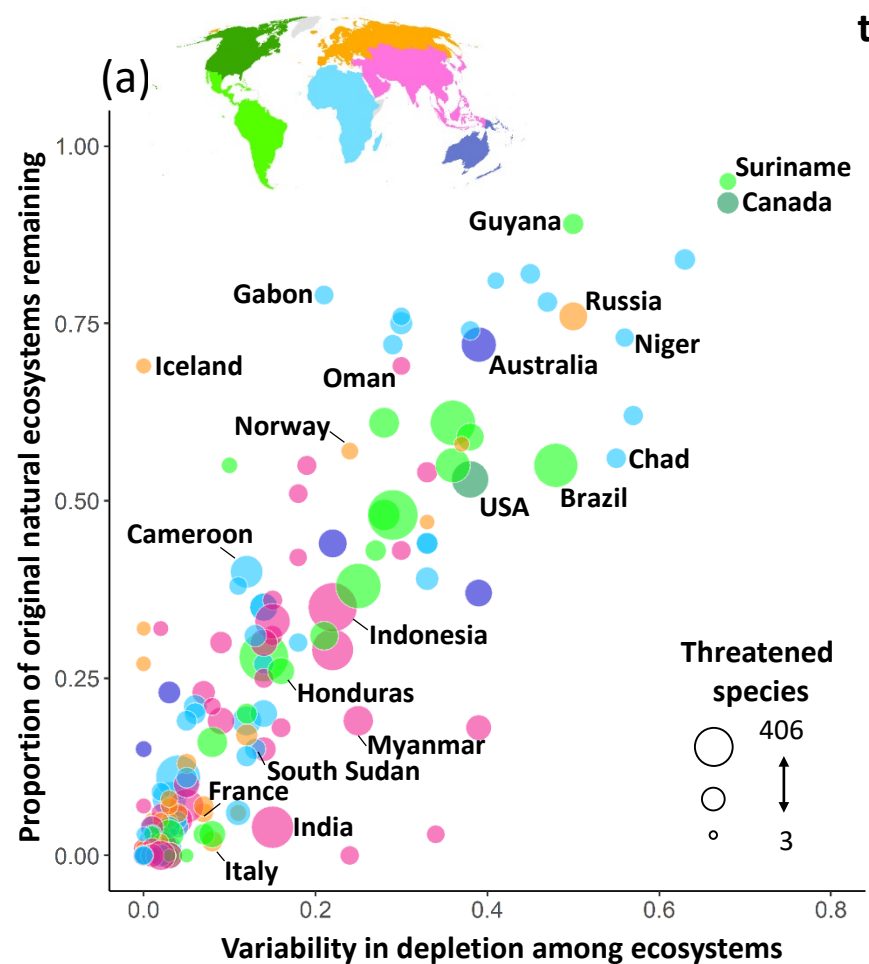 t
(a)
Proportion of original natural ecosystems remaining
1.00
0.75
0.50
0.25
0.00
Suriname
Canada
Guyana
Gabon
Russia
Niger
Iceland
Australia
Oman
Norway
Chad
USA
Brazil
Cameroon
Indonesia
Honduras
Myanmar
South Sudan
France
India
Italy
Threatened
species
406
3
0.0
0.2
0.4
0.6
0.8
Variability in depletion among ecosystems